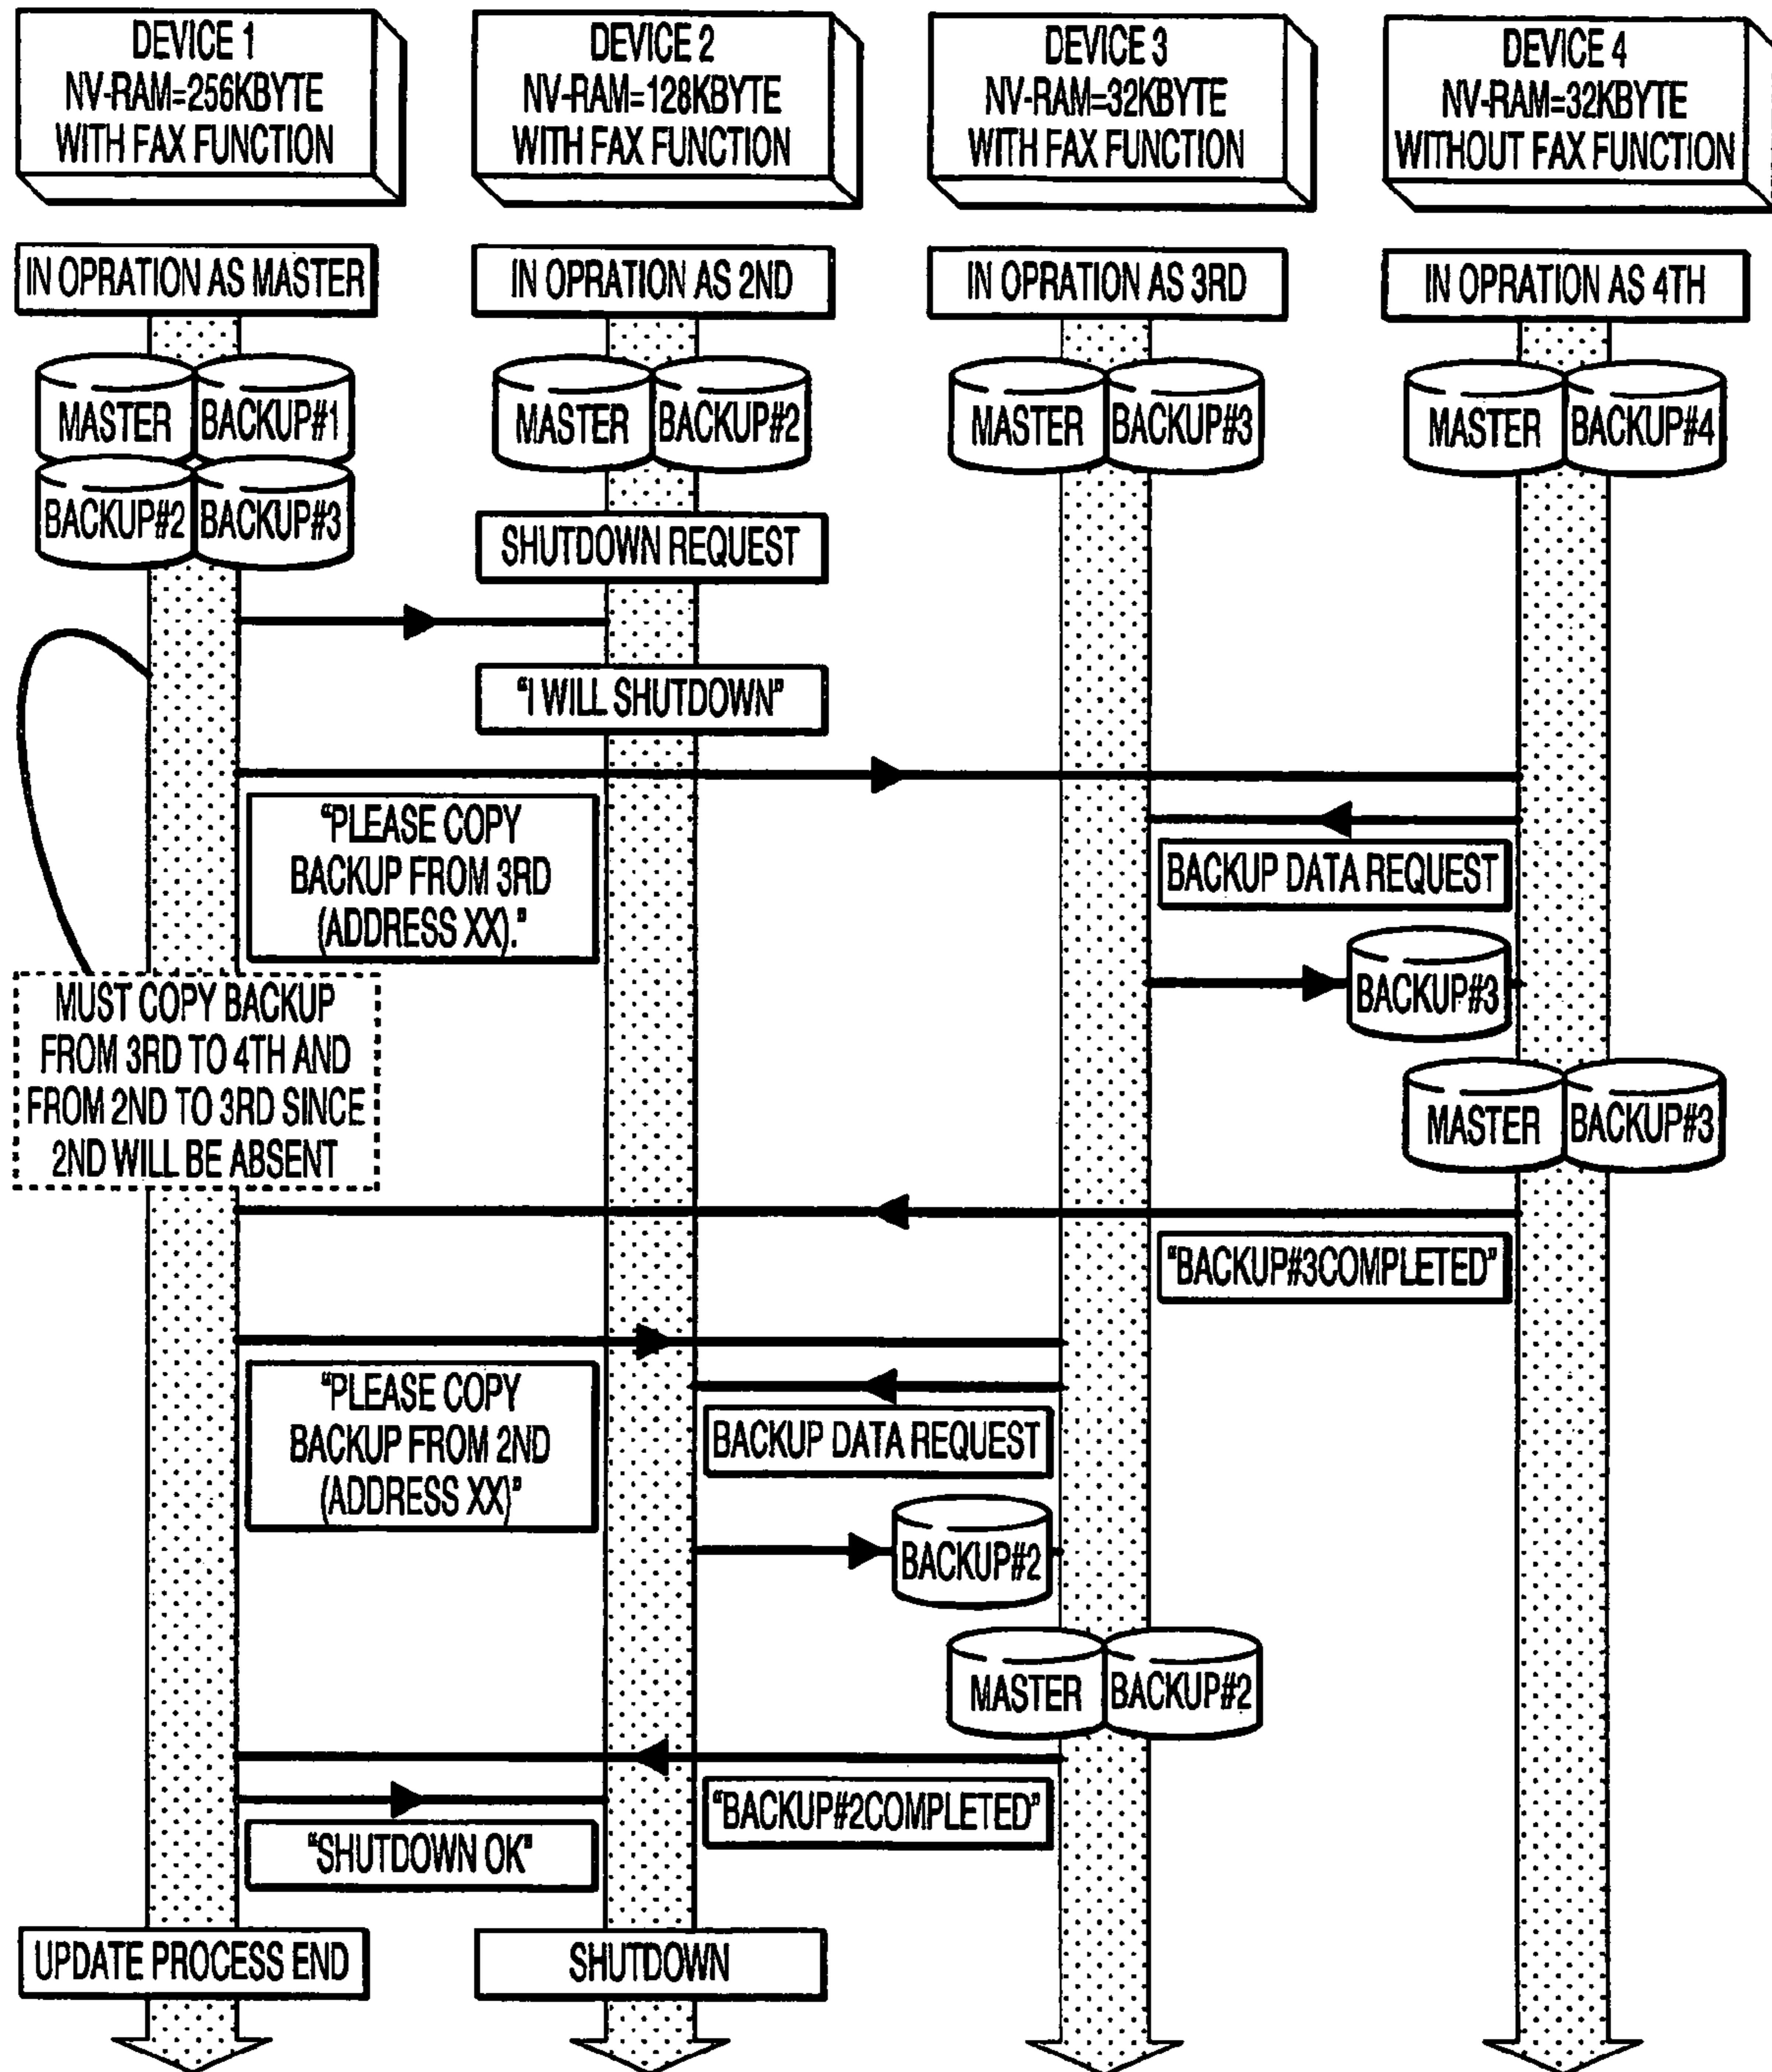 DEVICE 1
NV-RAM=256KBYTE
WITH FAX FUNCTION
DEVICE 2
NV-RAM=128KBYTE
WITH FAX FUNCTION
DEVICE 3
NV-RAM=32KBYTE
WITH FAX FUNCTION
DEVICE 4
NV-RAM=32KBYTE
WITHOUT FAX FUNCTION
IN OPRATION AS MASTER
IN OPRATION AS 2ND
IN OPRATION AS 3RD
IN OPRATION AS 4TH
MASTER
BACKUP#1
BACKUP#2
BACKUP#3
MASTER
BACKUP#2
MASTER
BACKUP#3
MASTER
BACKUP#4
SHUTDOWN REQUEST
"I WILL SHUTDOWN"
"PLEASE COPY
BACKUP FROM 3RD
(ADDRESS XX)."
BACKUP DATA REQUEST
BACKUP#3
MUST COPY BACKUP
FROM 3RD TO 4TH AND
FROM 2ND TO 3RD SINCE
2ND WILL BE ABSENT
MASTER
BACKUP#3
"BACKUP#3COMPLETED"
"PLEASE COPY
BACKUP FROM 2ND
(ADDRESS XX)"
BACKUP DATA REQUEST
BACKUP#2
MASTER
BACKUP#2
"BACKUP#2COMPLETED"
"SHUTDOWN OK"
UPDATE PROCESS END
SHUTDOWN